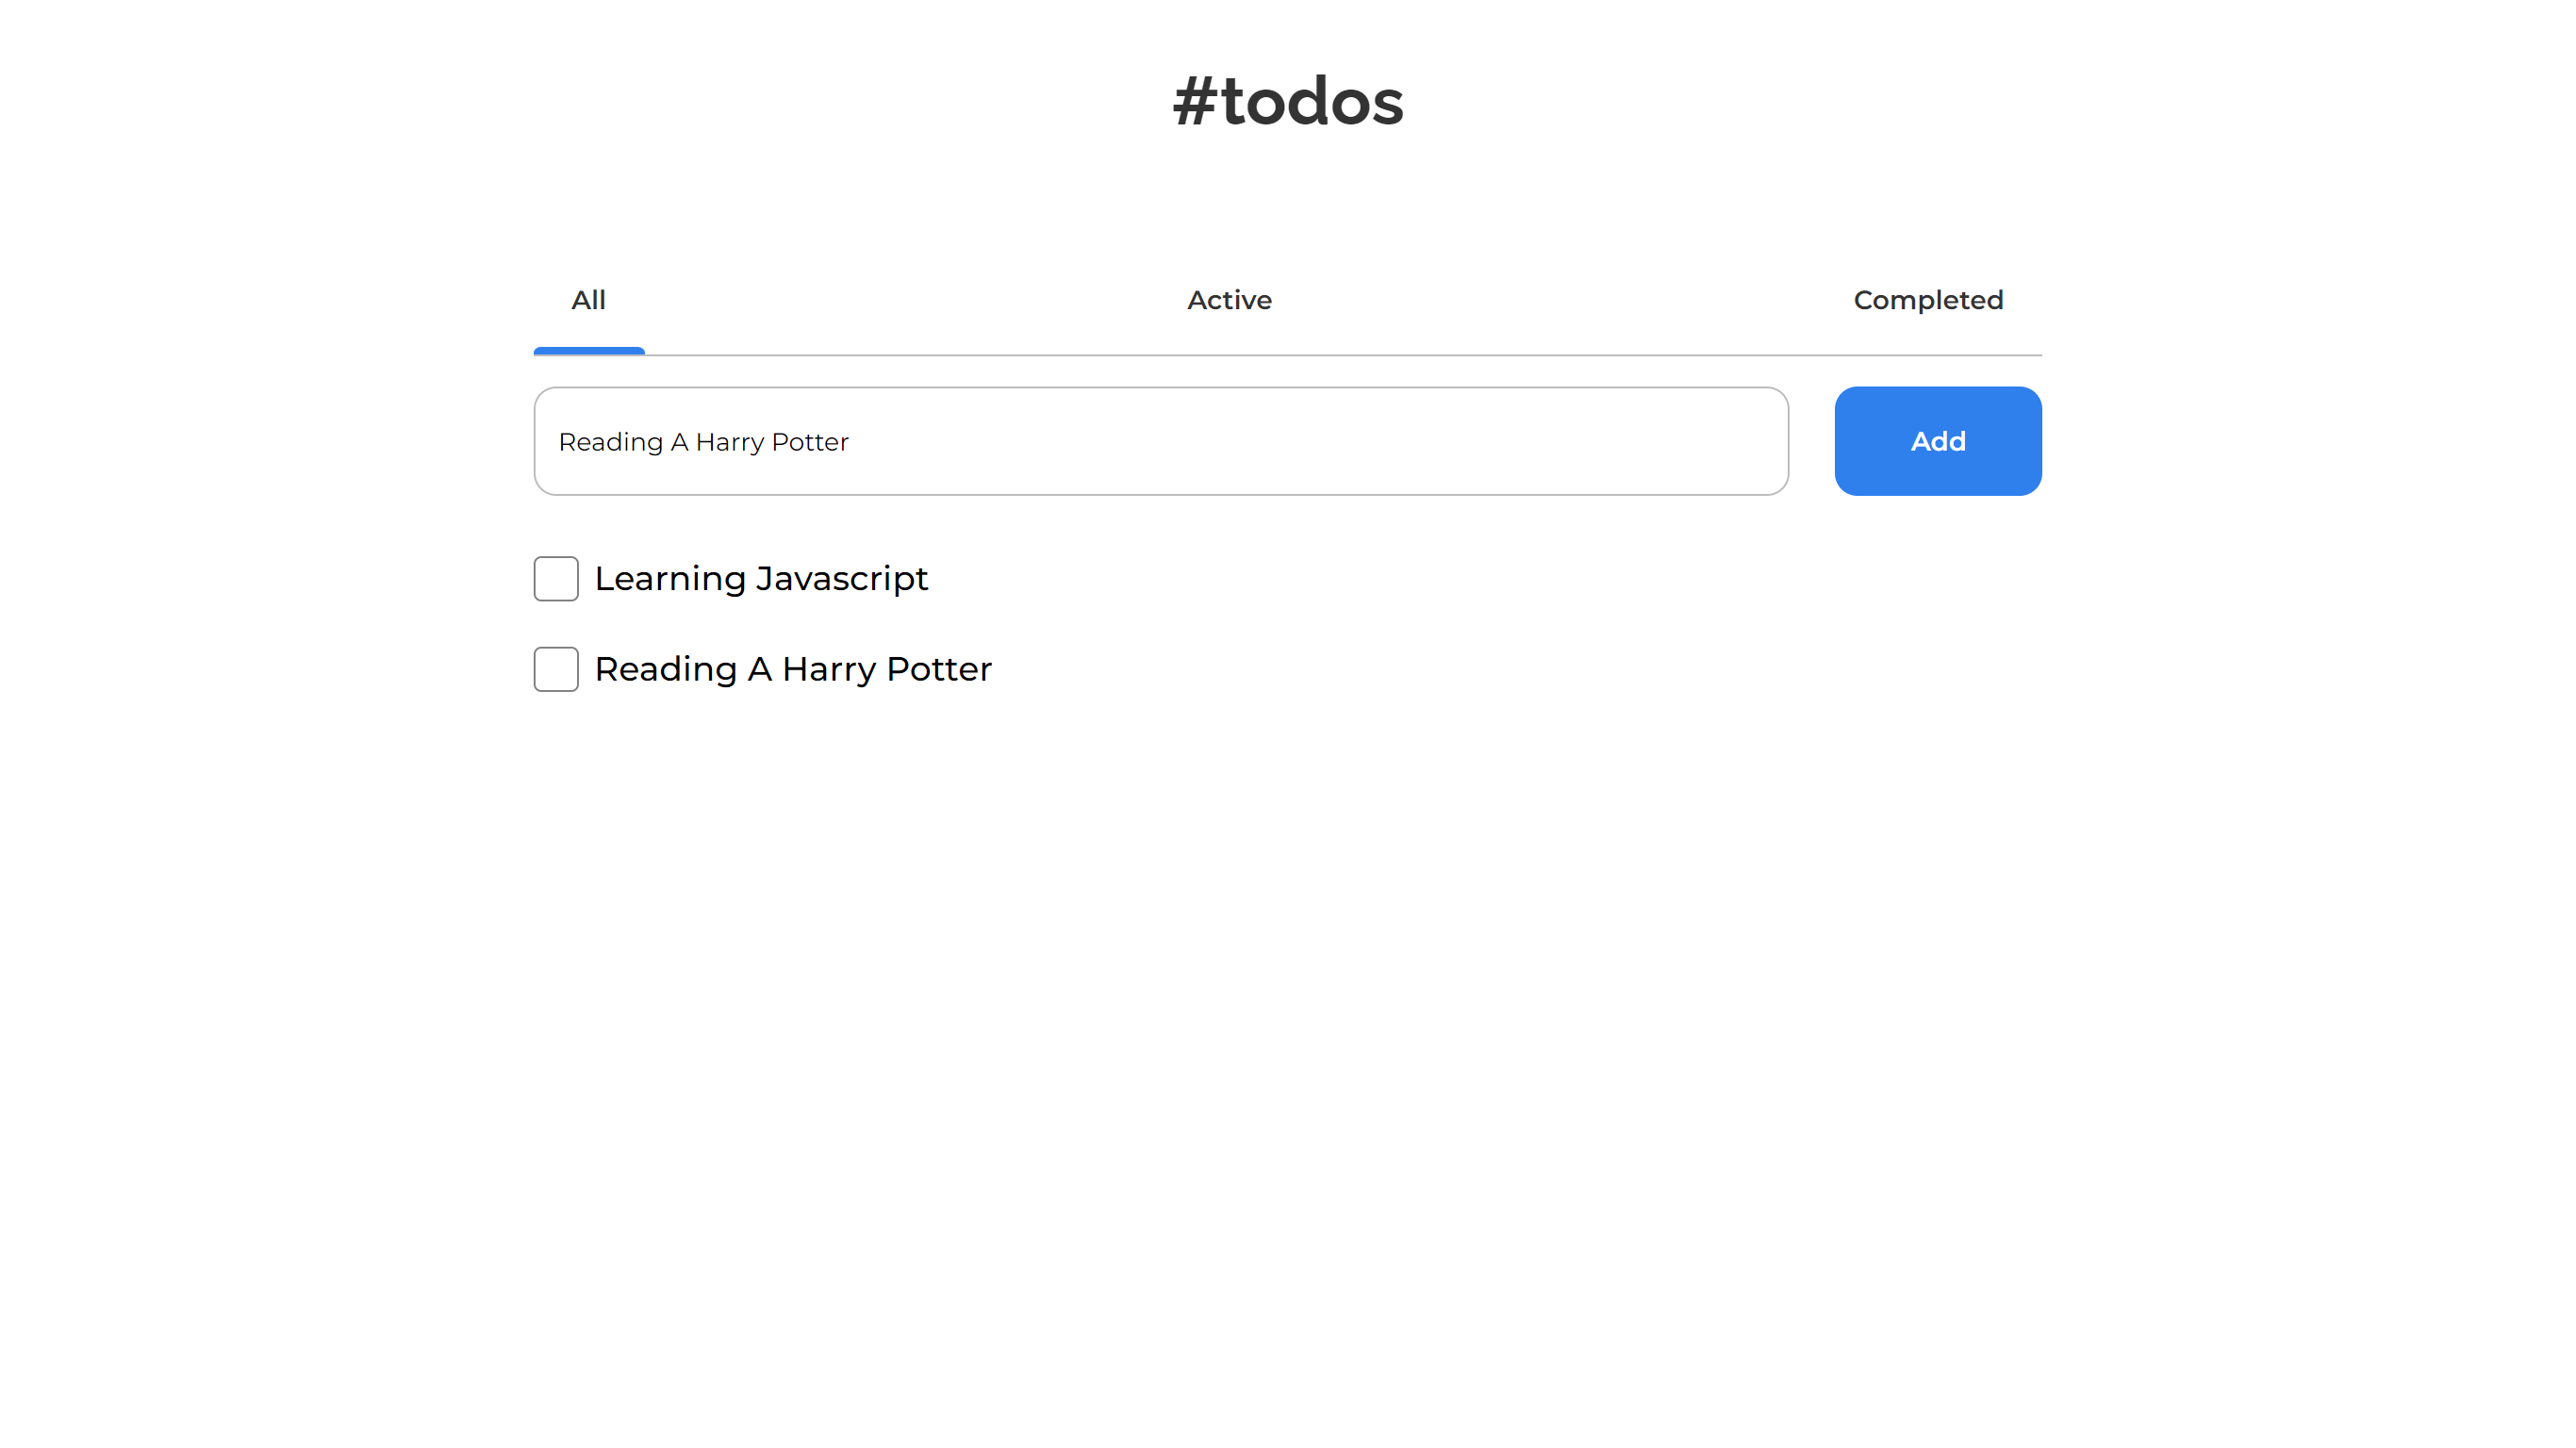 #todos
All Active Completed
Reading A Harry Potter Add
Learning Javascript
Reading A Harry Potter